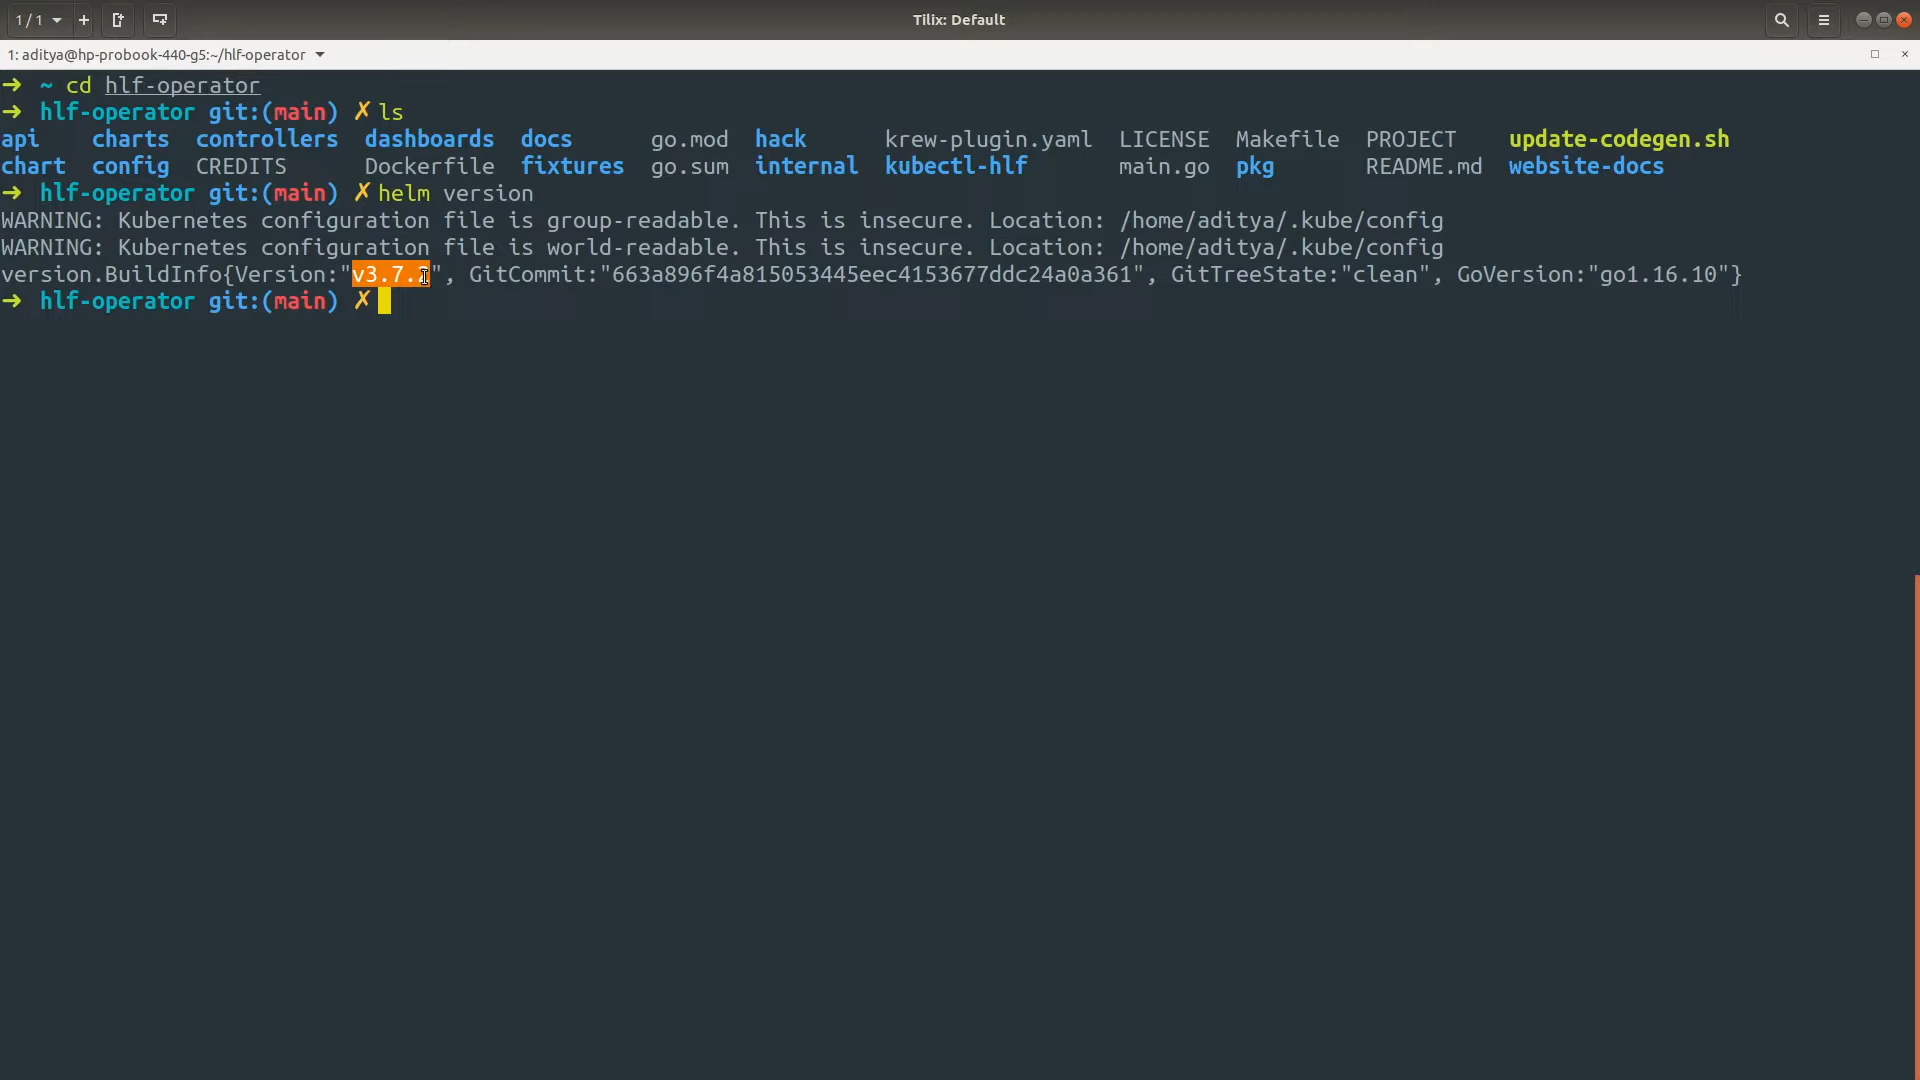 1 / 1
Tilix: Default
1: aditya@hp-probook-440-g5:~/hlf-operator
➜ ~ cd hlf-operator
➜ hlf-operator git:(main) ✗ ls
api charts controllers dashboards docs go.mod hack krew-plugin.yaml LICENSE Makefile PROJECT update-codegen.sh
chart config CREDITS Dockerfile fixtures go.sum internal kubectl-hlf main.go pkg README.md website-docs
➜ hlf-operator git:(main) ✗ helm version
WARNING: Kubernetes configuration file is group-readable. This is insecure. Location: /home/aditya/.kube/config
WARNING: Kubernetes configuration file is world-readable. This is insecure. Location: /home/aditya/.kube/config
version.BuildInfo{Version:"v3.7.2", GitCommit:"663a896f4a815053445eec4153677ddc24a0a361", GitTreeState:"clean", GoVersion:"go1.16.10"}
➜ hlf-operator git:(main) ✗